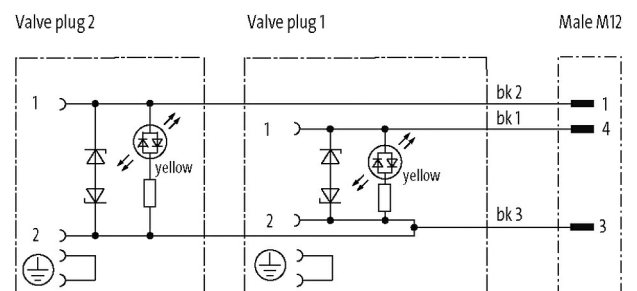 Valve plug 2 Valve plug 1 Male M12
1 bk 2 1
1 bk 1 4
yellow yellow
2 bk 3 3
2